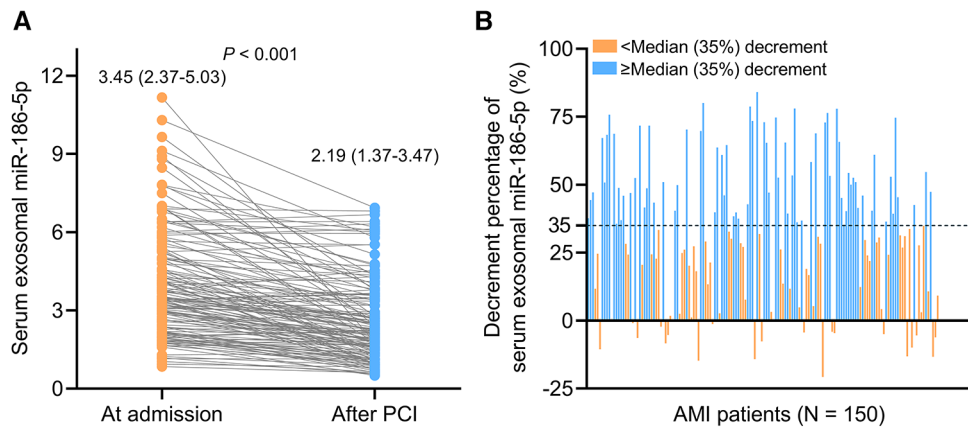 A
Serum exosomal miR-186-5p
12
9
6
3
0
P < 0.001
3.45 (2.37-5.03)
2.19 (1.37-3.47)
At admission
After PCI
B
Decrement percentage of
serum exosomal miR-186-5p (%)
100
75
50
35
25
0
-25
<Median (35%) decrement
≥Median (35%) decrement
AMI patients (N = 150)